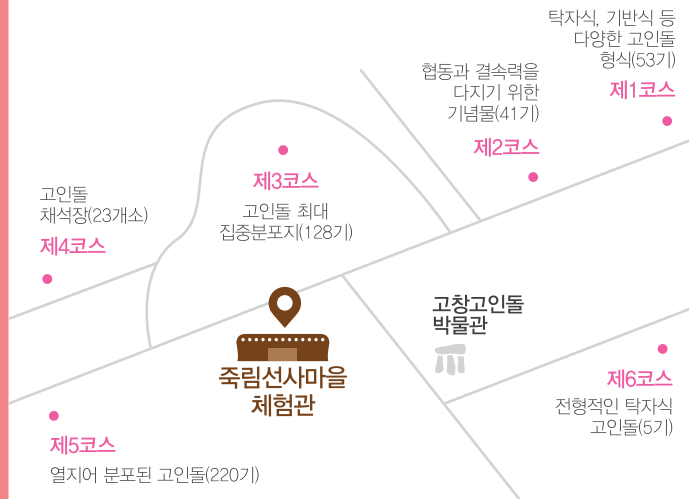 탁자식, 기반식 등
다양한 고인돌
형식(53기)
제1코스
협동과 결속력을
다지기 위한
기념물(41기)
제2코스
제3코스
고인돌 최대
집중분포지(128기)
고인돌
채석장(23개소)
제4코스
고창고인돌
박물관
죽림선사마을
체험관
제6코스
전형적인 탁자식
고인돌(5기)
제5코스
열지어 분포된 고인돌(220기)